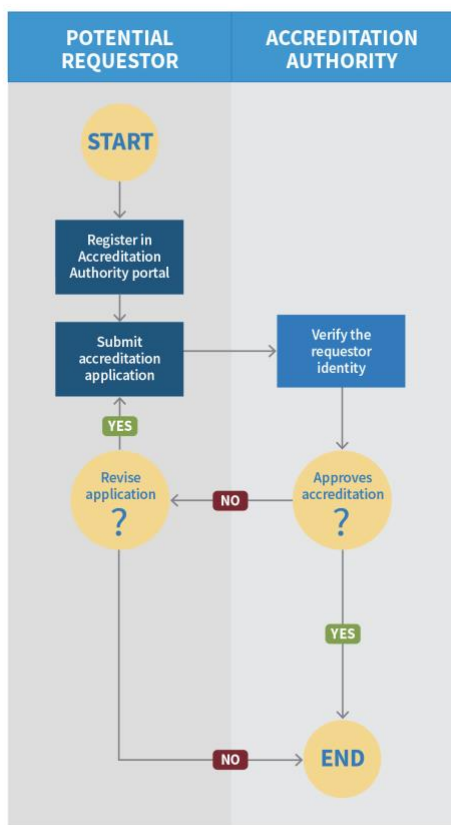 POTENTIAL
REQUESTOR
ACCREDITATION
AUTHORITY
START
Register in
Accreditation
Authority portal
Submit
accreditation
application
Verify the
requestor
identity
YES
Revise
application
?
NO
Approves
accreditation
?
YES
NO
END